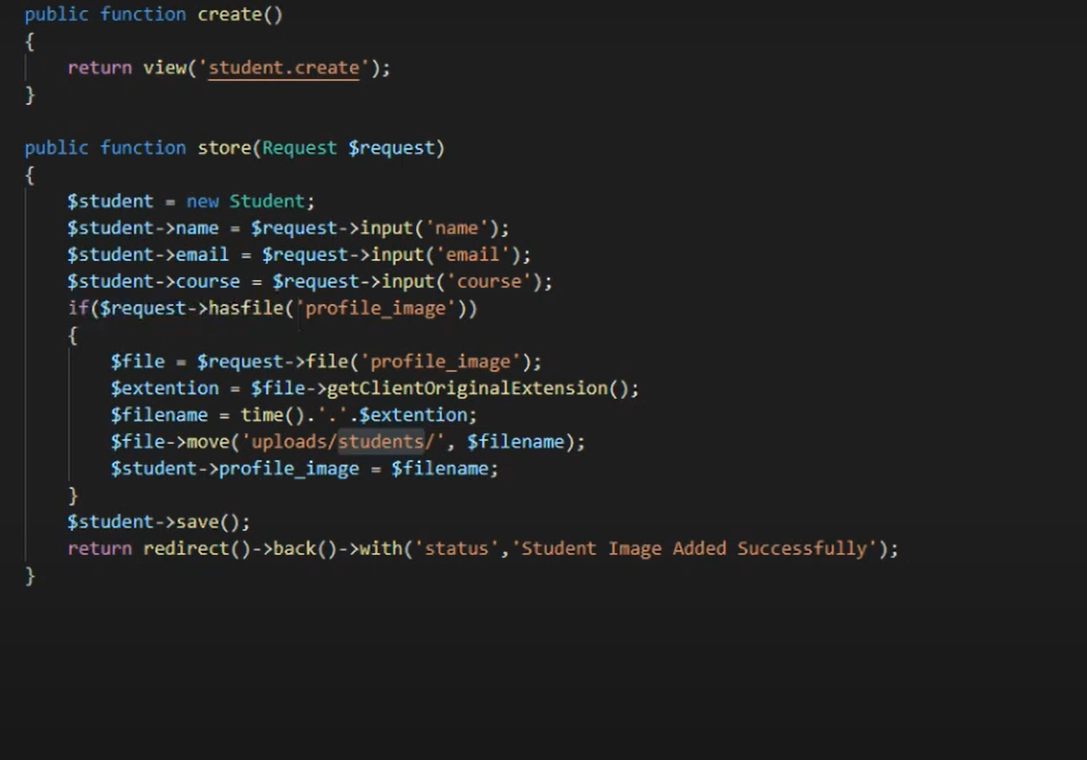 public function create()
{
    return view('student.create');
}

public function store(Request $request)
{
    $student = new Student;
    $student->name = $request->input('name');
    $student->email = $request->input('email');
    $student->course = $request->input('course');
    if($request->hasfile('profile_image'))
    {
        $file = $request->file('profile_image');
        $extention = $file->getClientOriginalExtension();
        $filename = time().'.'.$extention;
        $file->move('uploads/students/', $filename);
        $student->profile_image = $filename;
    }
    $student->save();
    return redirect()->back()->with('status','Student Image Added Successfully');
}